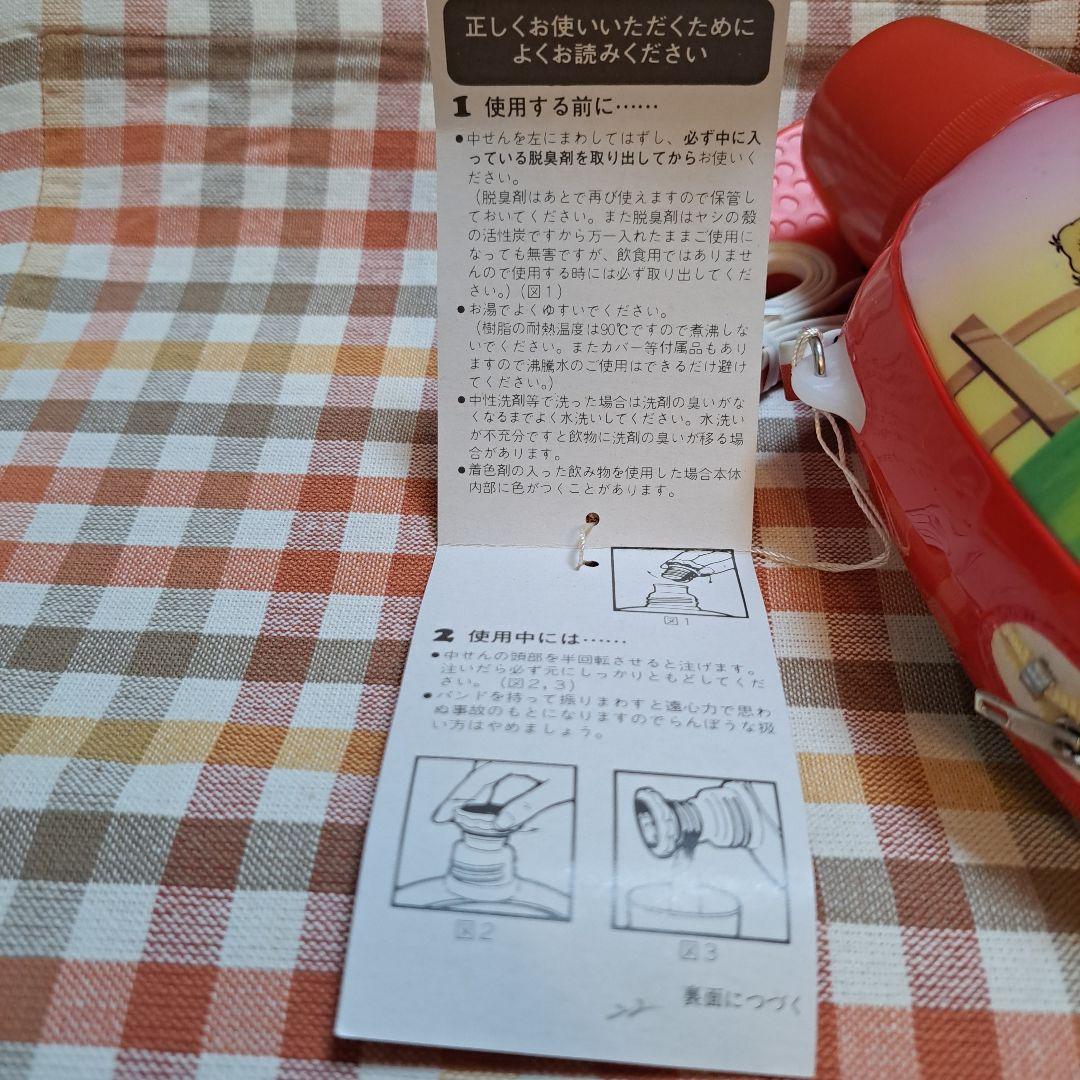 正しくお使いいただくために
よくお読みください
1 使用する前に……
●中せんを左にまわしてはずし、必ず中に入
っている脱臭剤を取り出してからお使いく
ださい。
(脱臭剤はあとで再び使えますので保管し
ておいてください。また脱臭剤はヤシの殻
の活性炭ですから万一入れたままご使用に
なっても無害ですが、飲食用ではありませ
んので使用する時には必ず取り出してくだ
さい。)(図1)
●お湯でよくゆすいでください。
(樹脂の耐熱温度は90℃ですので煮沸しな
いでください。またカバー等付属品もあり
ますので沸騰水のご使用はできるだけ避け
てください。)
●中性洗剤等で洗った場合は洗剤の臭いがな
くなるまでよく水洗いしてください。水洗い
が不充分ですと飲物に洗剤の臭いが移る場
合があります。
●着色剤の入った飲み物を使用した場合本体
内部に色がつくことがあります。
図1
2 使用中には……
●中せんの頭部を半回転させると注げます。
注いだら必ず元にしっかりともどしてくだ
さい。(図2,3)
●バンドを持って振りまわすと遠心力で思わ
ぬ事故のもとになりますのでらんぼうな扱
い方はやめましょう。
図2
図3
裏面につづく